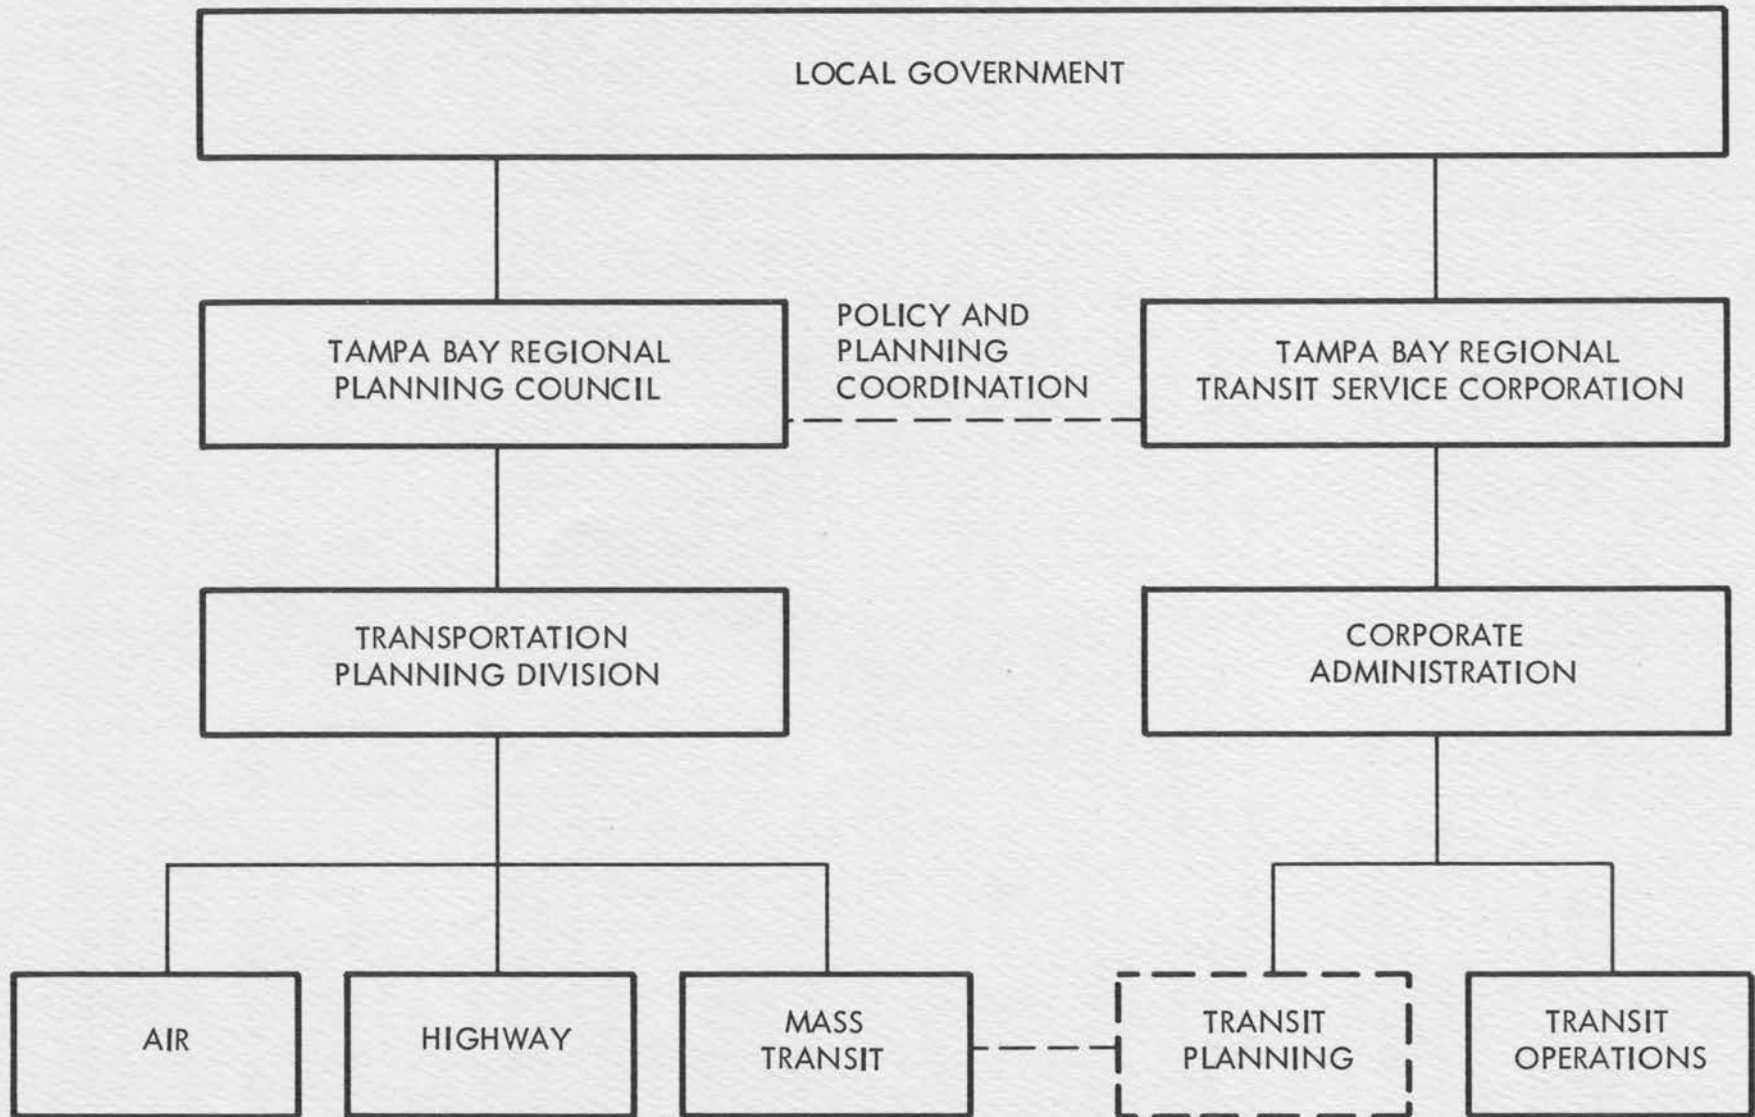 LOCAL GOVERNMENT
TAMPA BAY REGIONAL
PLANNING COUNCIL
POLICY AND
PLANNING
COORDINATION
TAMPA BAY REGIONAL
TRANSIT SERVICE CORPORATION
TRANSPORTATION
PLANNING DIVISION
CORPORATE
ADMINISTRATION
AIR
HIGHWAY
MASS
TRANSIT
TRANSIT
PLANNING
TRANSIT
OPERATIONS